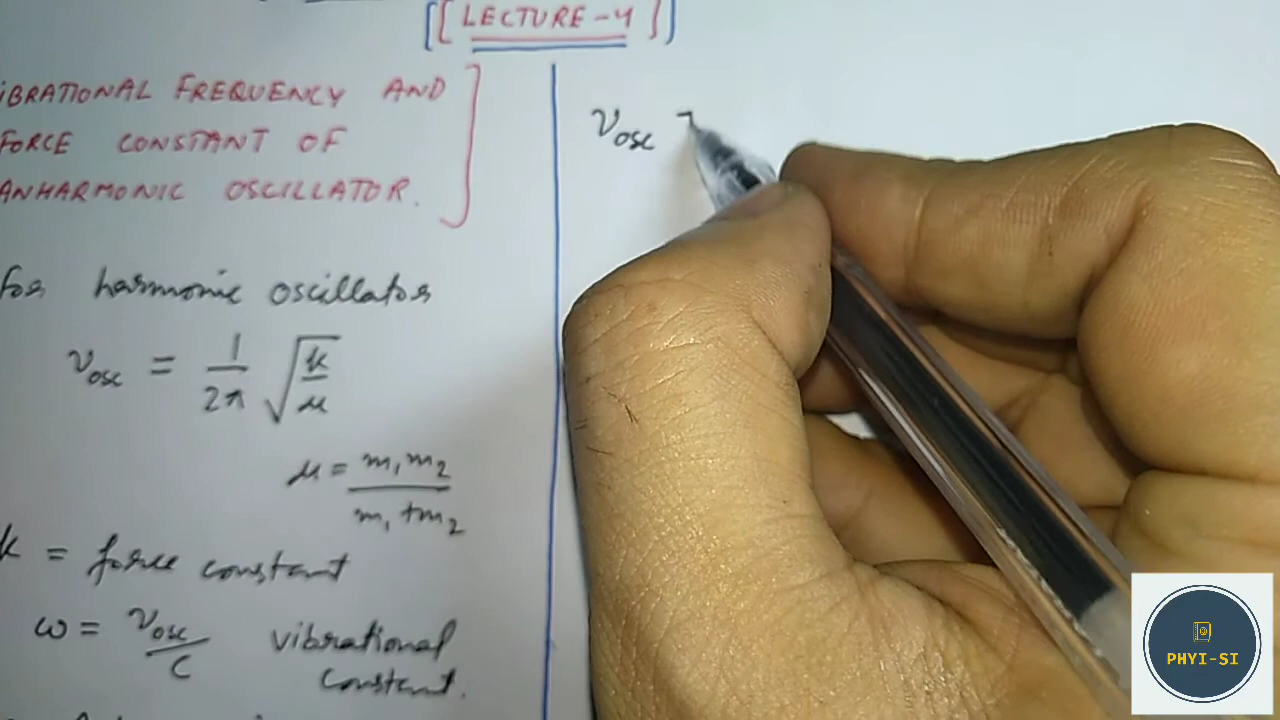 [[ LECTURE-4 ]]
IBRATIONAL FREQUENCY AND
FORCE CONSTANT OF
ANHARMONIC OSCILLATOR.
for harmonic oscillator
ν_osc = 1/2π √(k/μ)
μ = m₁m₂/m₁+m₂
k = force constant
ω = ν_osc/c vibrational
constant.
ν_osc =
PHYI-SI